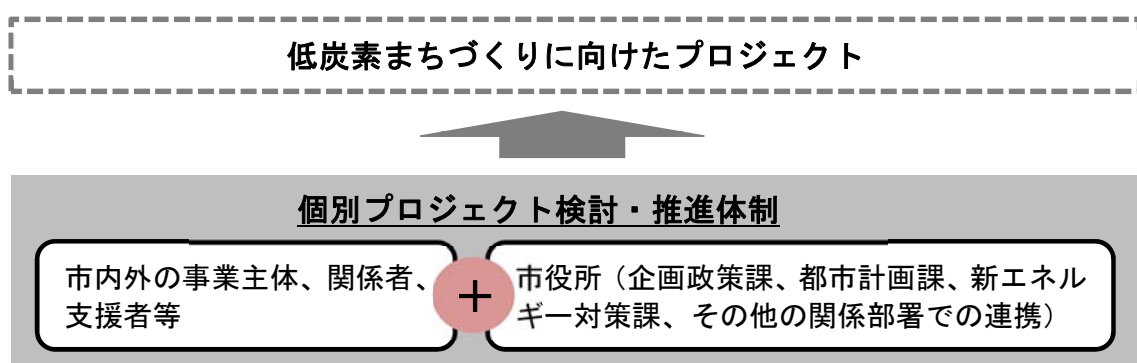 低炭素まちづくりに向けたプロジェクト
個別プロジェクト検討・推進体制
市内外の事業主体、関係者、
支援者等
＋
市役所（企画政策課、都市計画課、新エネル
ギー対策課、その他の関係部署での連携）